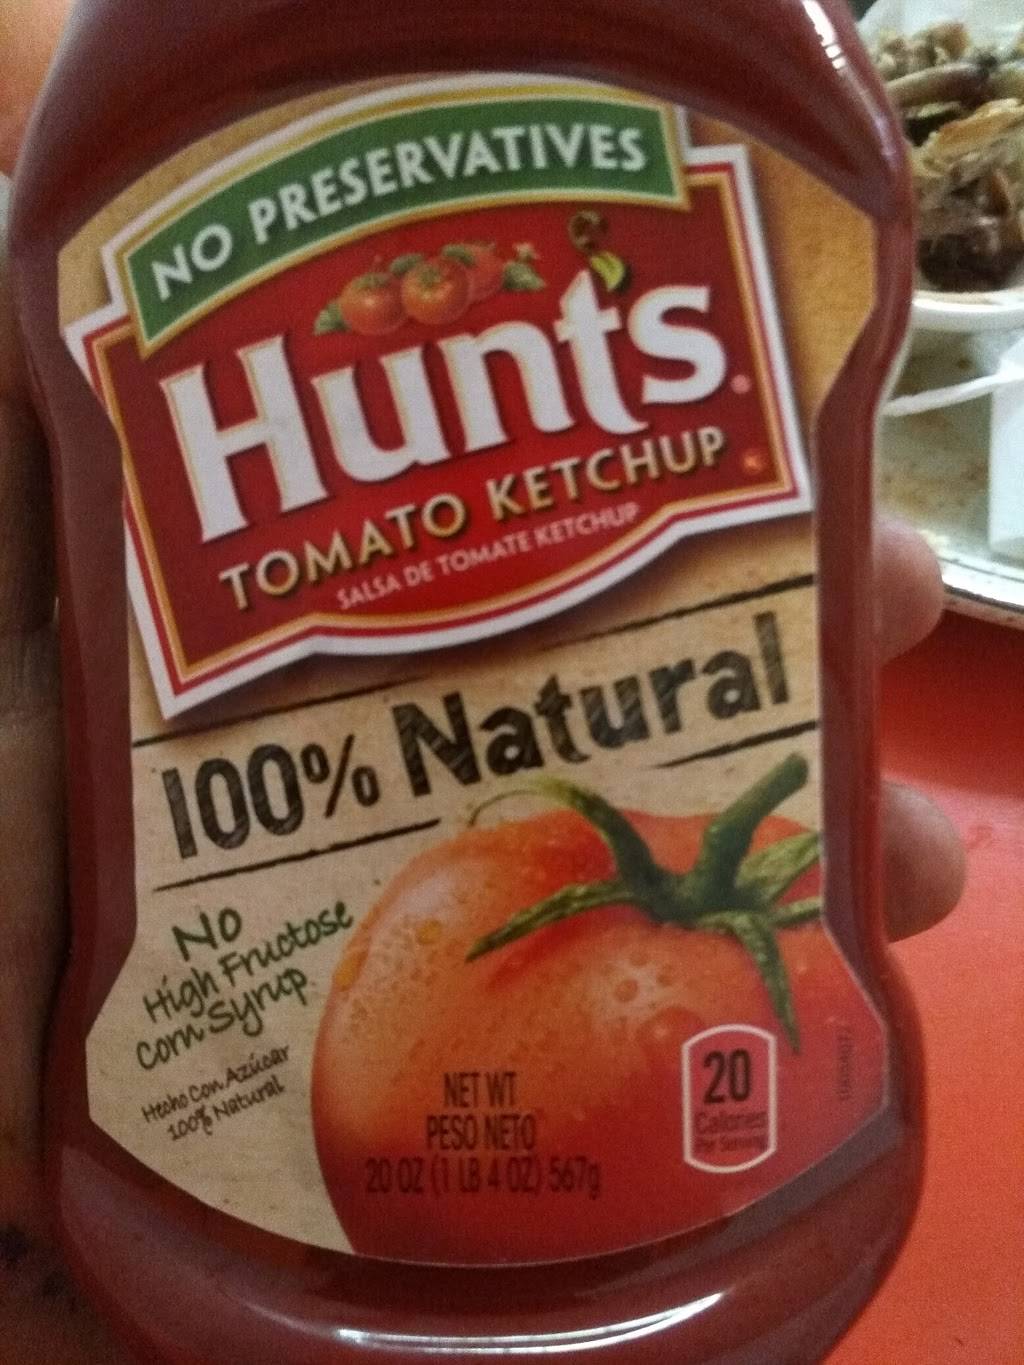 NO PRESERVATIVES
Hunt's
TOMATO KETCHUP
SALSA DE TOMATE KETCHUP
100% Natural
No
High Fructose
Corn Syrup
Hecho Con Azúcar
100% Natural
NET WT
PESO NETO
20 OZ (1 LB 4 OZ) 567g
20
Calories
Per Serving